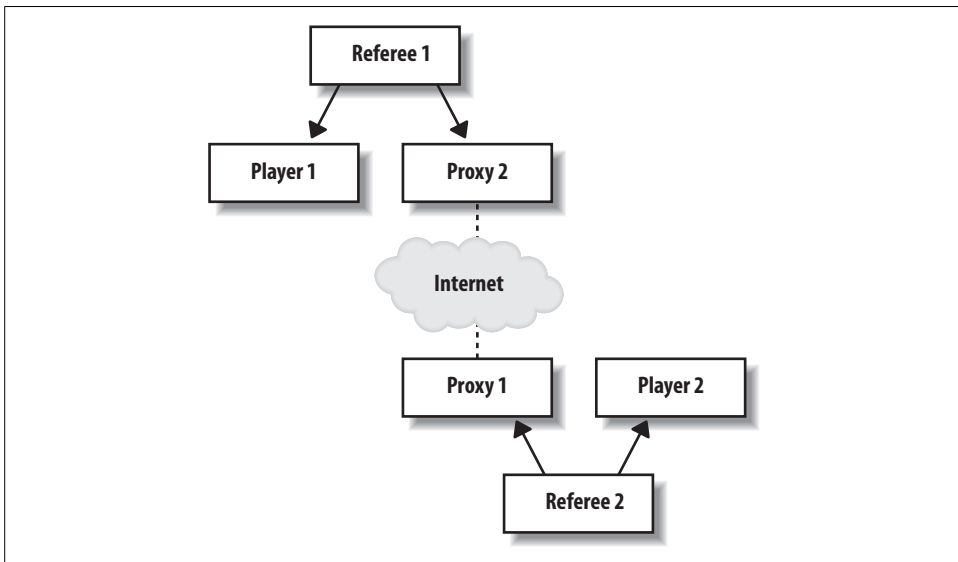 Referee 1
Player 1
Proxy 2
Internet
Proxy 1
Player 2
Referee 2